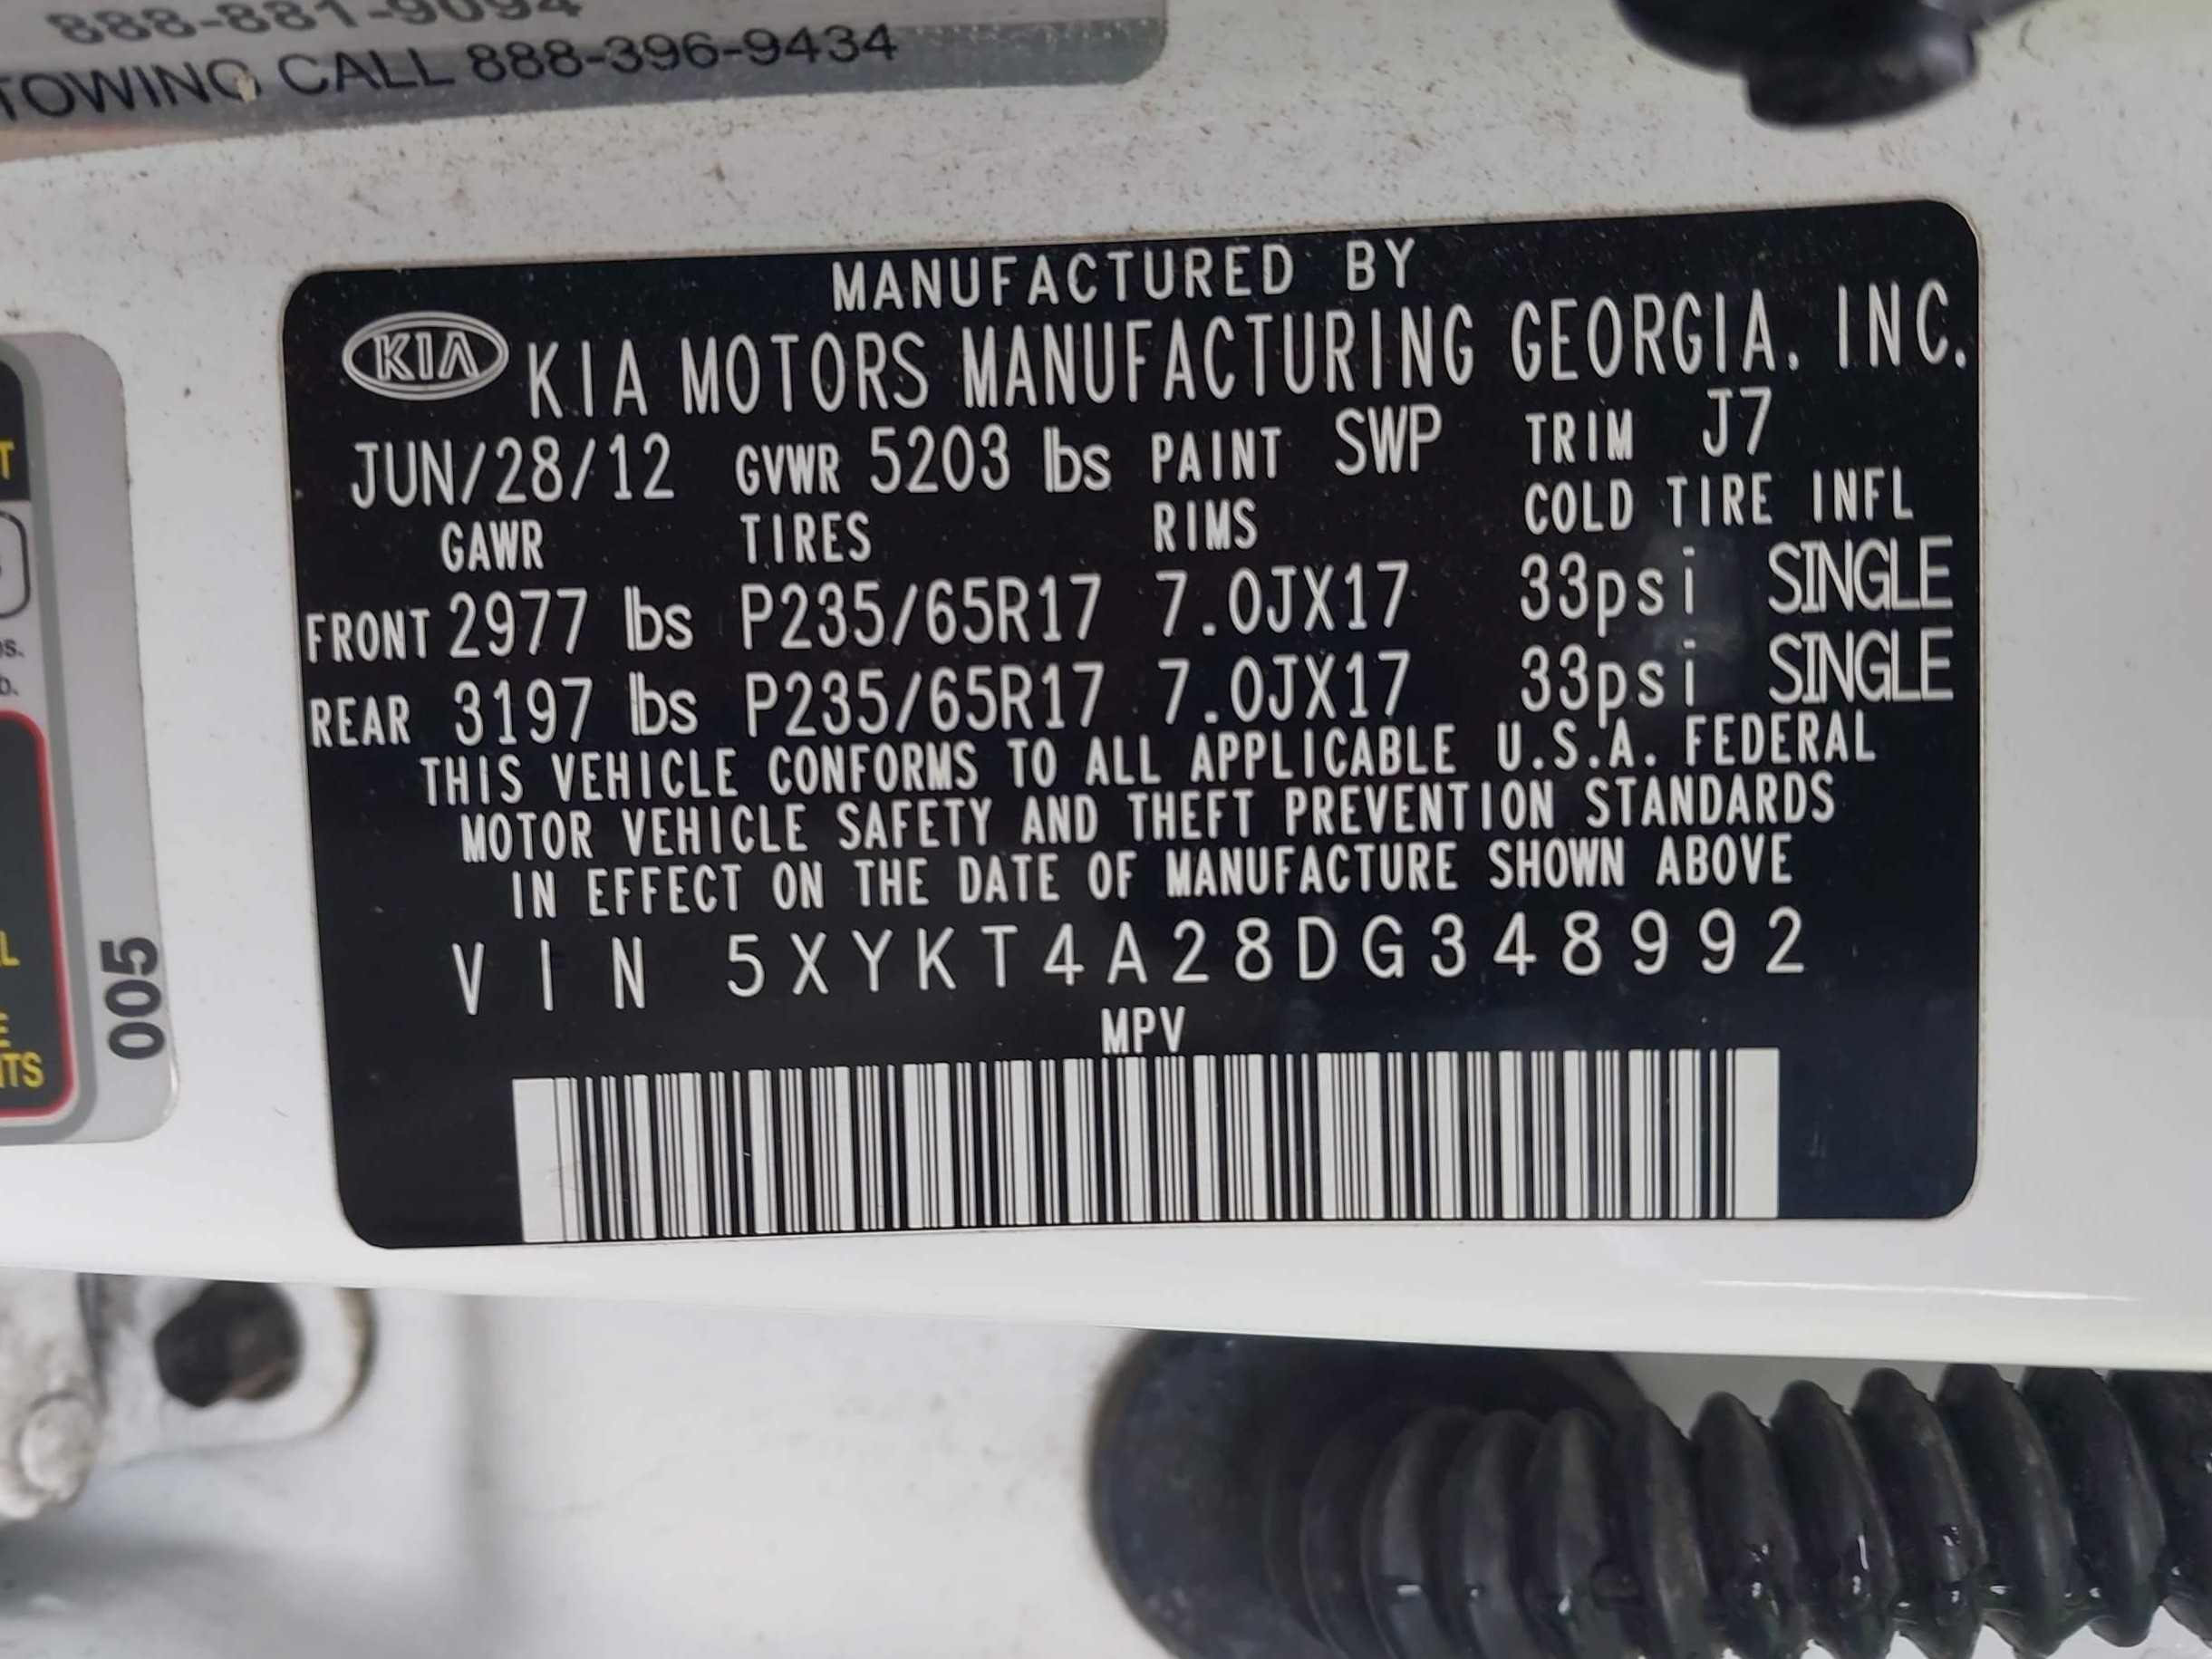 888-881-9094
TOWING CALL 888-396-9434
MANUFACTURED BY
KIA KIA MOTORS MANUFACTURING GEORGIA, INC.
JUN/28/12 GVWR 5203 lbs PAINT SWP TRIM J7
GAWR TIRES RIMS COLD TIRE INFL
FRONT 2977 lbs P235/65R17 7.0JX17 33psi SINGLE
REAR 3197 lbs P235/65R17 7.0JX17 33psi SINGLE
THIS VEHICLE CONFORMS TO ALL APPLICABLE U.S.A. FEDERAL
MOTOR VEHICLE SAFETY AND THEFT PREVENTION STANDARDS
IN EFFECT ON THE DATE OF MANUFACTURE SHOWN ABOVE
VIN 5XYKT4A28DG348992
MPV
005